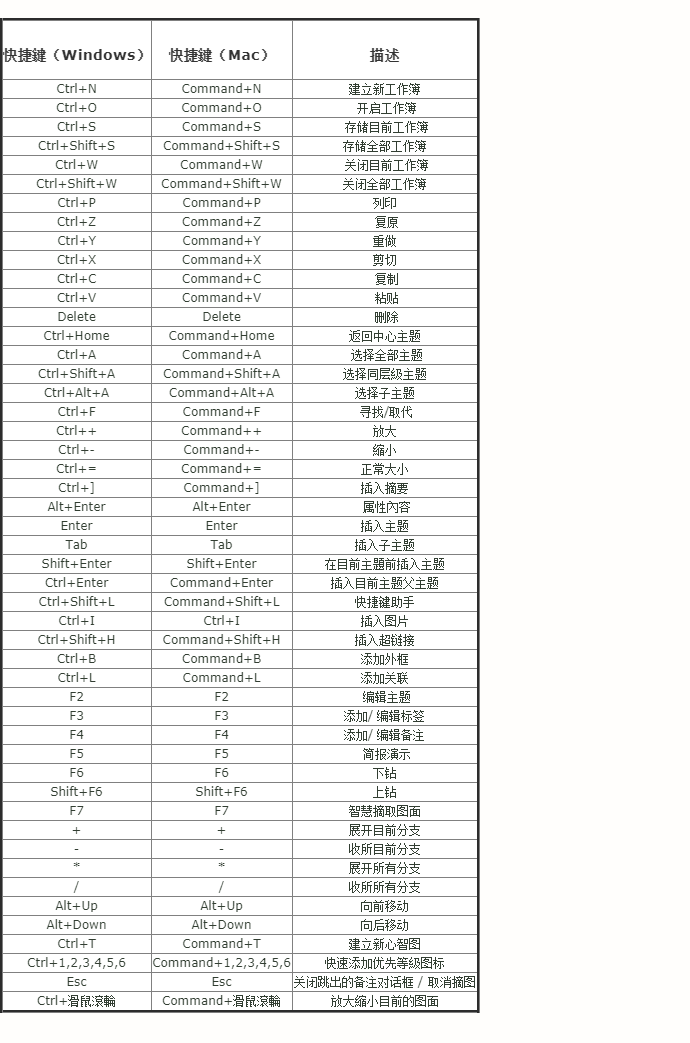 快捷鍵（Windows） 快捷鍵（Mac） 描述
Ctrl+N Command+N 建立新工作簿
Ctrl+O Command+O 开启工作簿
Ctrl+S Command+S 存储目前工作簿
Ctrl+Shift+S Command+Shift+S 存储全部工作簿
Ctrl+W Command+W 关闭目前工作簿
Ctrl+Shift+W Command+Shift+W 关闭全部工作簿
Ctrl+P Command+P 列印
Ctrl+Z Command+Z 复原
Ctrl+Y Command+Y 重做
Ctrl+X Command+X 剪切
Ctrl+C Command+C 复制
Ctrl+V Command+V 粘贴
Delete Delete 删除
Ctrl+Home Command+Home 返回中心主题
Ctrl+A Command+A 选择全部主题
Ctrl+Shift+A Command+Shift+A 选择同层級主题
Ctrl+Alt+A Command+Alt+A 选择子主题
Ctrl+F Command+F 寻找/取代
Ctrl++ Command++ 放大
Ctrl+- Command+- 缩小
Ctrl+= Command+= 正常大小
Ctrl+] Command+] 插入摘要
Alt+Enter Alt+Enter 属性內容
Enter Enter 插入主题
Tab Tab 插入子主题
Shift+Enter Shift+Enter 在目前主題前插入主题
Ctrl+Enter Command+Enter 插入目前主题父主题
Ctrl+Shift+L Command+Shift+L 快捷键助手
Ctrl+I Ctrl+I 插入图片
Ctrl+Shift+H Command+Shift+H 插入超链接
Ctrl+B Command+B 添加外框
Ctrl+L Command+L 添加关联
F2 F2 编辑主题
F3 F3 添加/ 编辑标签
F4 F4 添加/ 编辑备注
F5 F5 简报演示
F6 F6 下钻
Shift+F6 Shift+F6 上钻
F7 F7 智慧摘取图面
+ + 展开目前分支
- - 收所目前分支
* * 展开所有分支
/ / 收所所有分支
Alt+Up Alt+Up 向前移动
Alt+Down Alt+Down 向后移动
Ctrl+T Command+T 建立新心智图
Ctrl+1,2,3,4,5,6 Command+1,2,3,4,5,6 快速添加优先等級图标
Esc Esc 关闭跳出的备注对话框 / 取消摘图
Ctrl+滑鼠滾輪 Command+滑鼠滾輪 放大缩小目前的图面